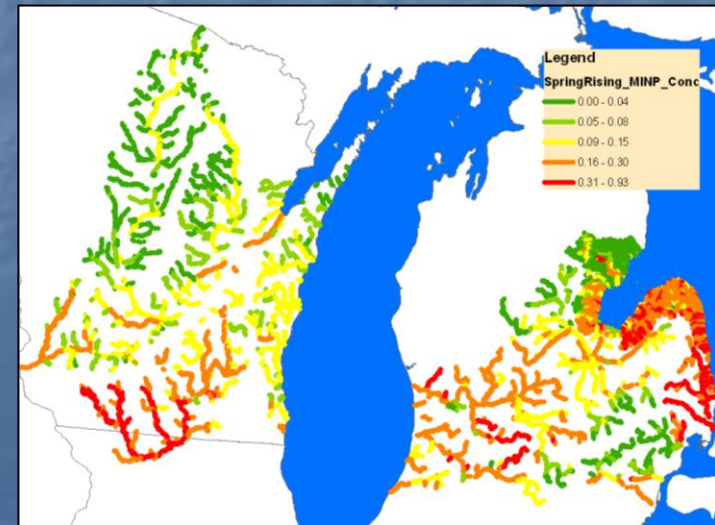 Legend
SpringRising_MINP_Conc
0.00 - 0.04
0.05 - 0.08
0.09 - 0.15
0.16 - 0.30
0.31 - 0.93